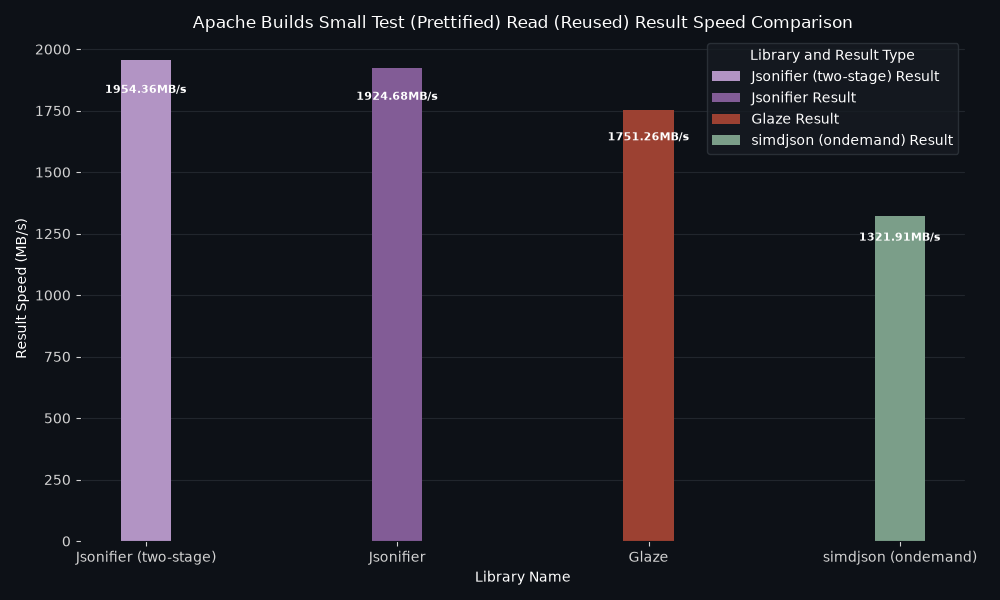 Apache Builds Small Test (Prettified) Read (Reused) Result Speed Comparison
Library and Result Type
Jsonifier (two-stage) Result
Jsonifier Result
Glaze Result
simdjson (ondemand) Result
Result Speed (MB/s)
2000
1750
1500
1250
1000
750
500
250
0
1954.36MB/s
1924.68MB/s
1751.26MB/s
1321.91MB/s
Jsonifier (two-stage)
Jsonifier
Glaze
simdjson (ondemand)
Library Name